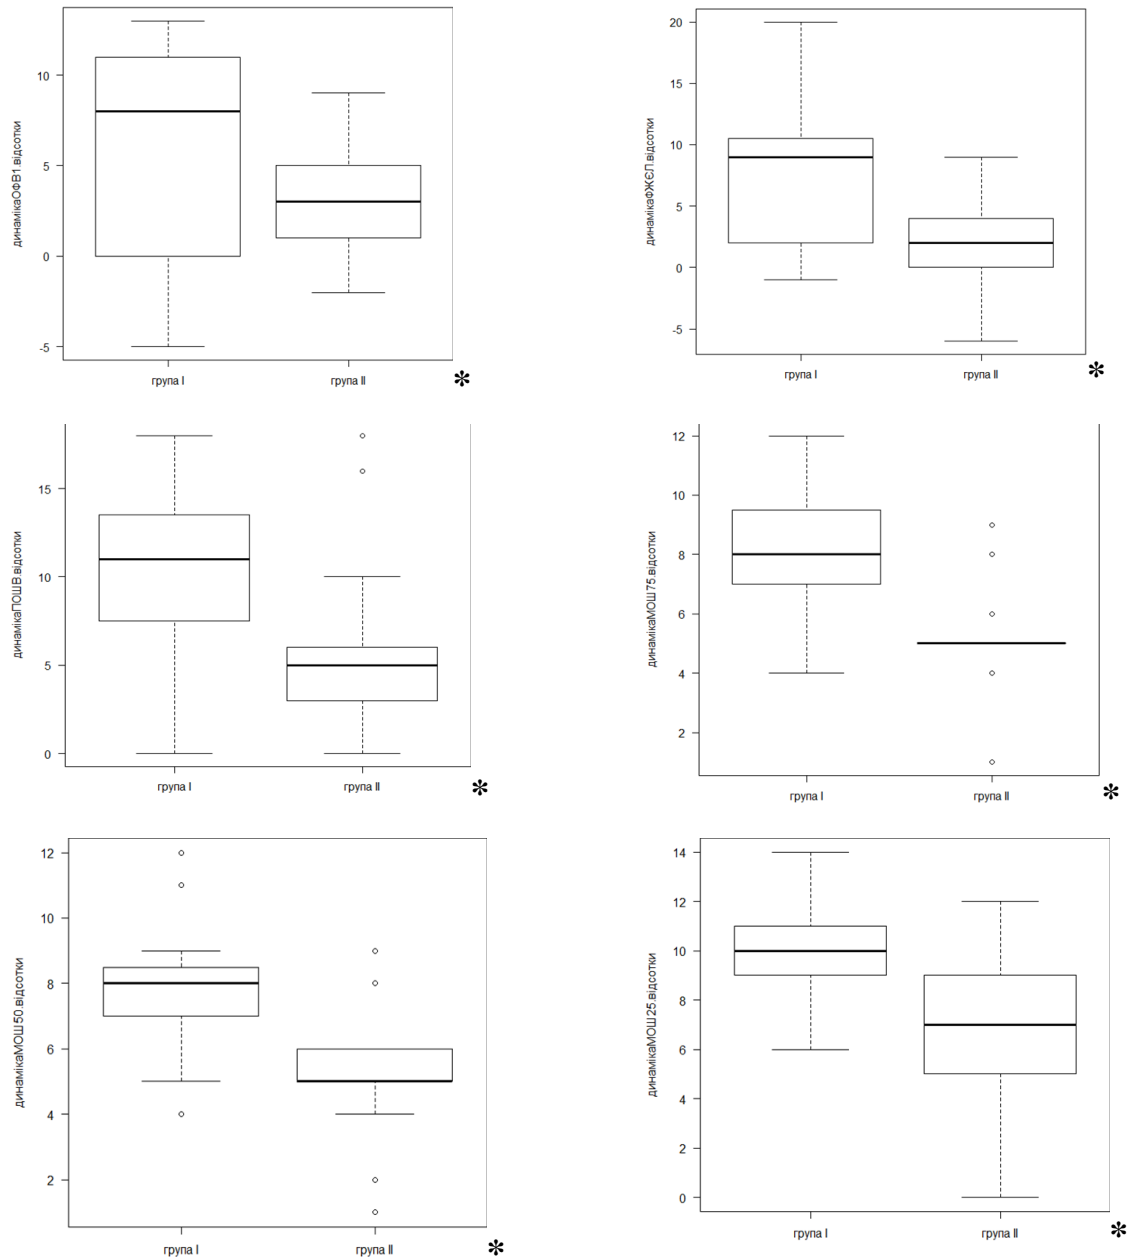 динамікаОФВ1.відсотки
10
5
0
-5
група I
група II
*
динамікаФЖЄЛ.відсотки
20
15
10
5
0
-5
група I
група II
*
динамікаПОШВ.відсотки
15
10
5
0
група I
група II
*
динамікаМОШ75.відсотки
12
10
8
6
4
2
група I
група II
*
динамікаМОШ50.відсотки
12
10
8
6
4
2
група I
група II
*
динамікаМОШ25.відсотки
14
12
10
8
6
4
2
0
група I
група II
*